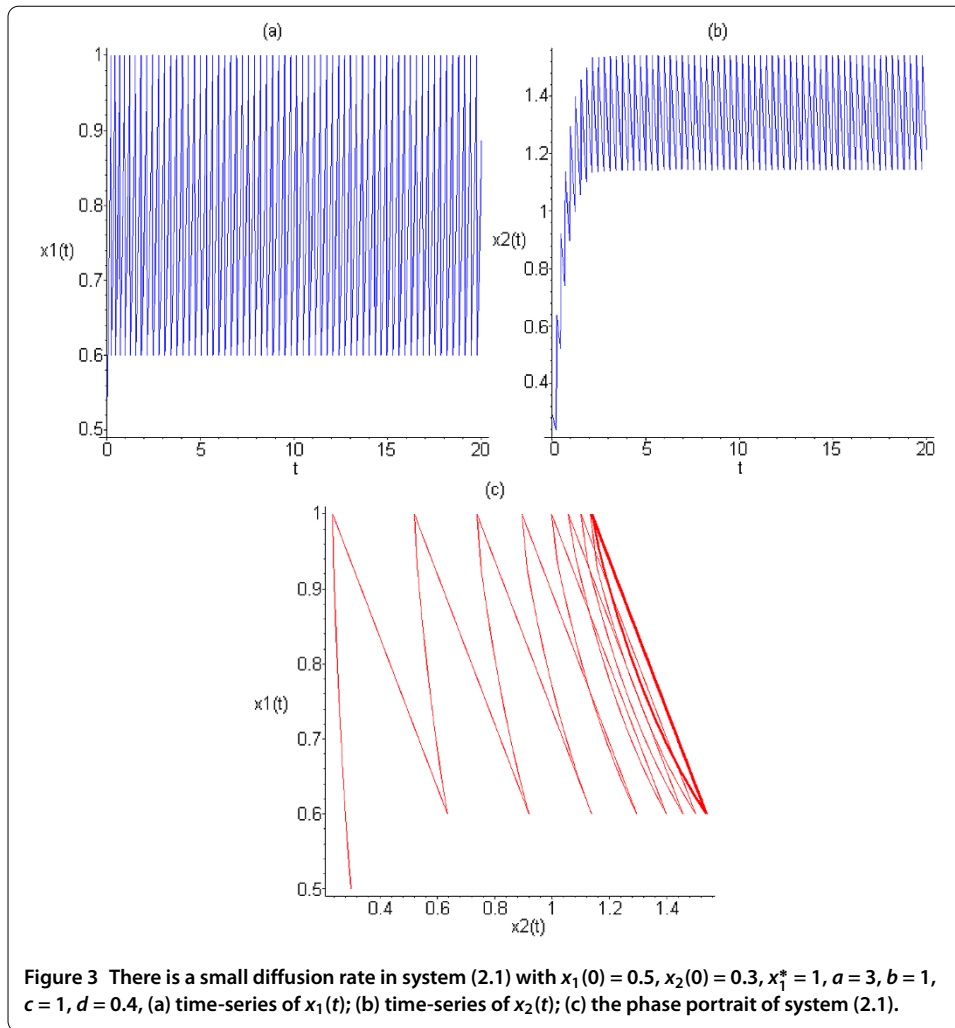 (a)
1
0.9
0.8
x1(t)
0.7
0.6
0.5
0 5 10 15 20
t
(b)
1.4
1.2
1
x2(t)
0.8
0.6
0.4
0 5 10 15 20
t
(c)
1
0.9
0.8
x1(t)
0.7
0.6
0.5
0.4 0.6 0.8 1 1.2 1.4
x2(t)
Figure 3 There is a small diffusion rate in system (2.1) with x₁(0) = 0.5, x₂(0) = 0.3, x₁* = 1, a = 3, b = 1,
c = 1, d = 0.4, (a) time-series of x₁(t); (b) time-series of x₂(t); (c) the phase portrait of system (2.1).